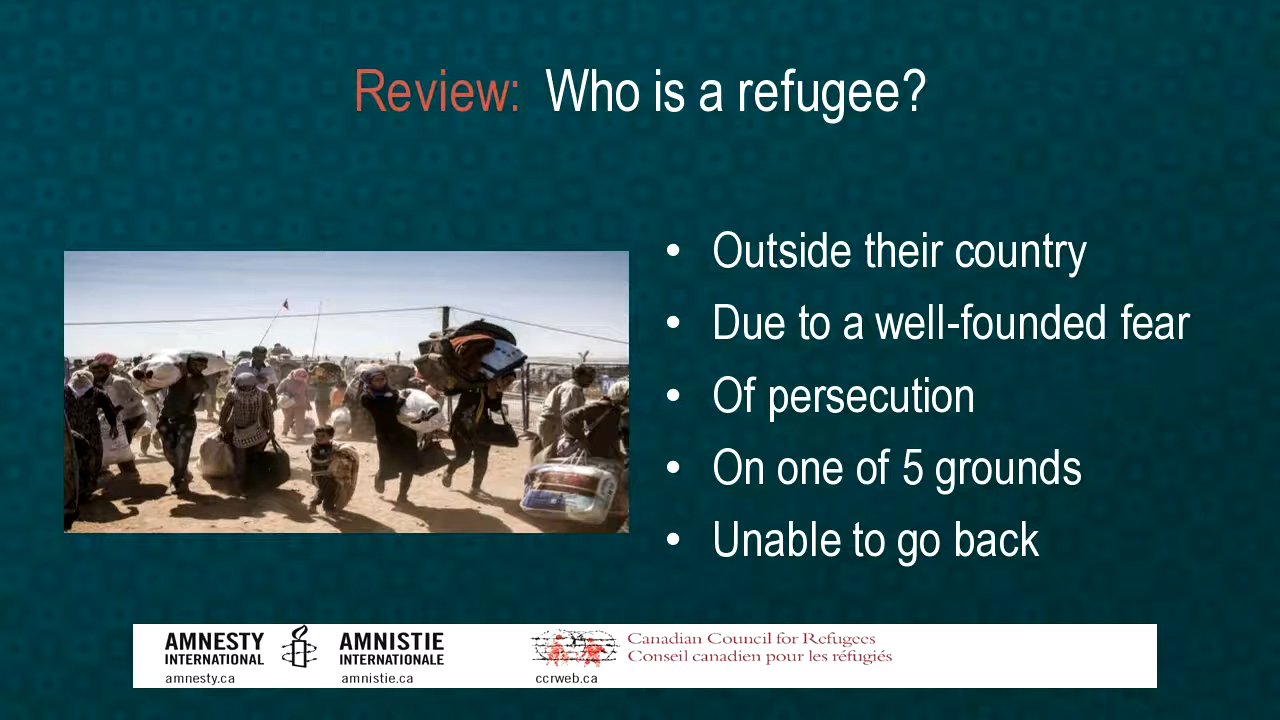 Review: Who is a refugee?
• Outside their country
• Due to a well-founded fear
• Of persecution
• On one of 5 grounds
• Unable to go back
AMNESTY INTERNATIONAL
amnesty.ca
AMNISTIE INTERNATIONALE
amnistie.ca
Canadian Council for Refugees
Conseil canadien pour les réfugiés
ccrweb.ca